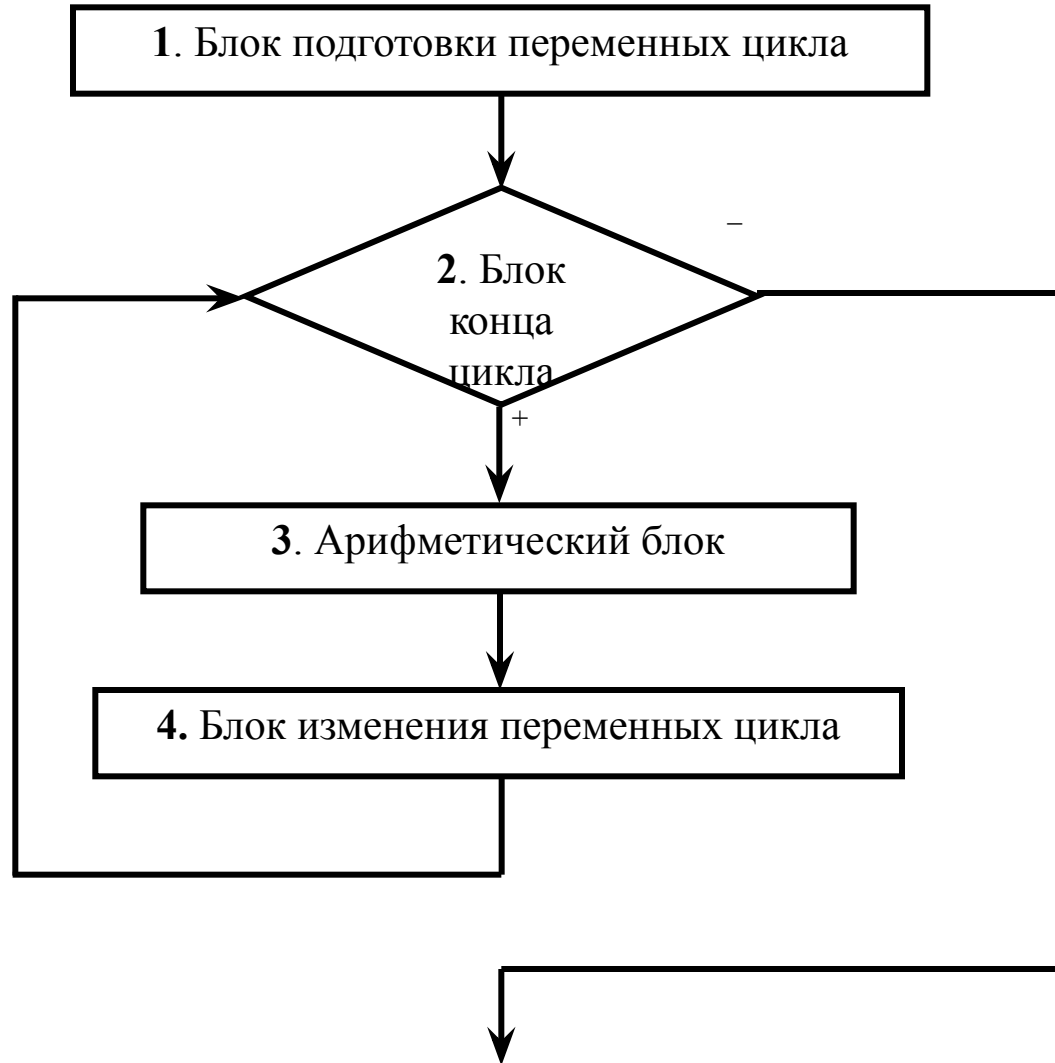 1. Блок подготовки переменных цикла
–
2. Блок
конца
цикла
+
3. Арифметический блок
4. Блок изменения переменных цикла